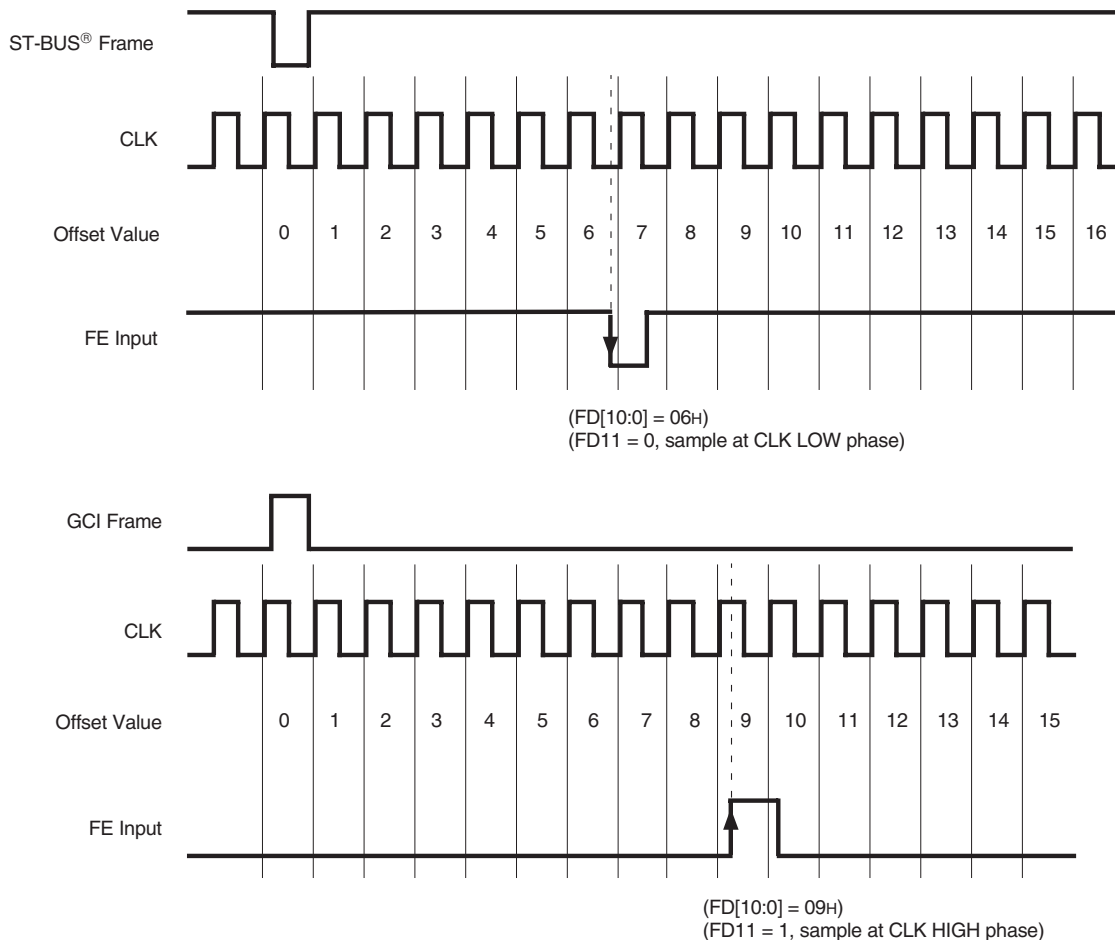 ST-BUS® Frame
CLK
Offset Value 0 1 2 3 4 5 6 7 8 9 10 11 12 13 14 15 16
FE Input
(FD[10:0] = 06H)
(FD11 = 0, sample at CLK LOW phase)
GCI Frame
CLK
Offset Value 0 1 2 3 4 5 6 7 8 9 10 11 12 13 14 15
FE Input
(FD[10:0] = 09H)
(FD11 = 1, sample at CLK HIGH phase)